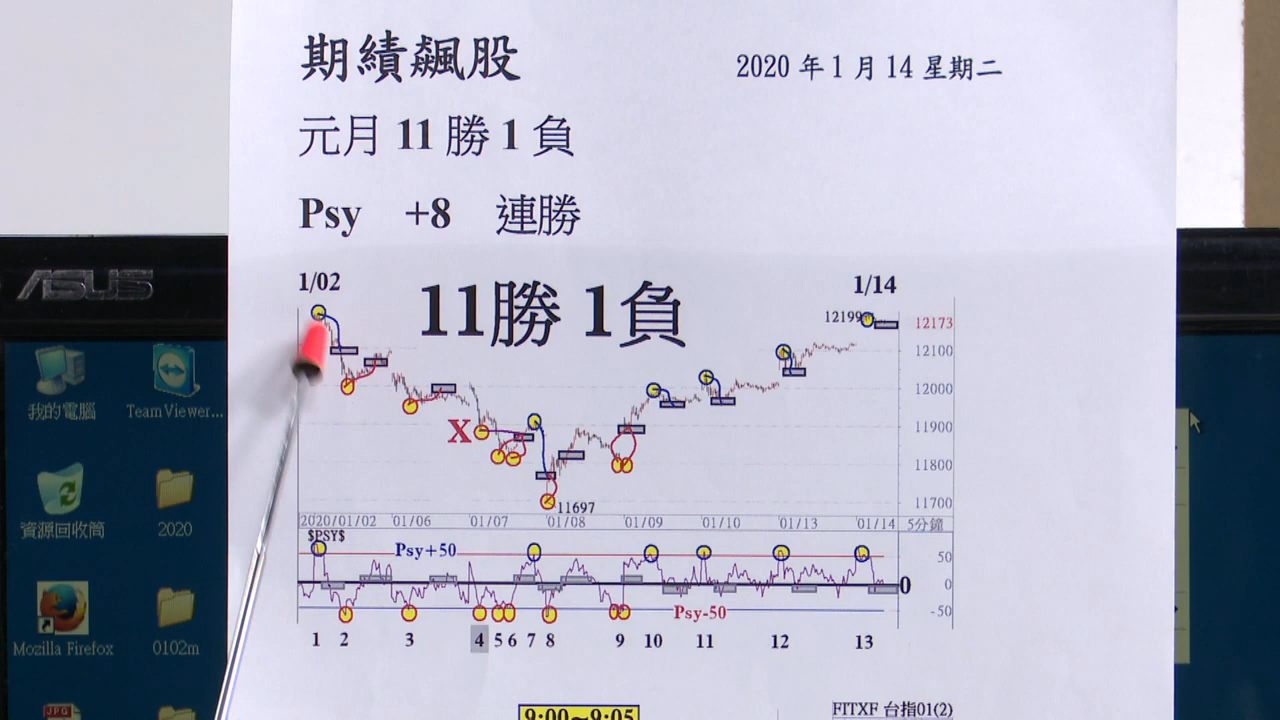 期績飆股
2020 年 1 月 14 星期二
元月 11 勝 1 負
Psy +8 連勝
1/02
11勝 1負
1/14
12199
12173
12100
12000
X
11900
11800
11697
11700
2020/01/02 01/06 01/07 01/08 01/09 01/10 01/13 01/14 5分鐘
$PSY$
Psy+50
50
0
0
Psy-50
-50
1 2 3 4 5 6 7 8 9 10 11 12 13
9:00~9:05
FITXF 台指01(2)
ASUS
我的電腦
TeamViewer...
資源回收筒
2020
Mozilla Firefox
0102m
JPG